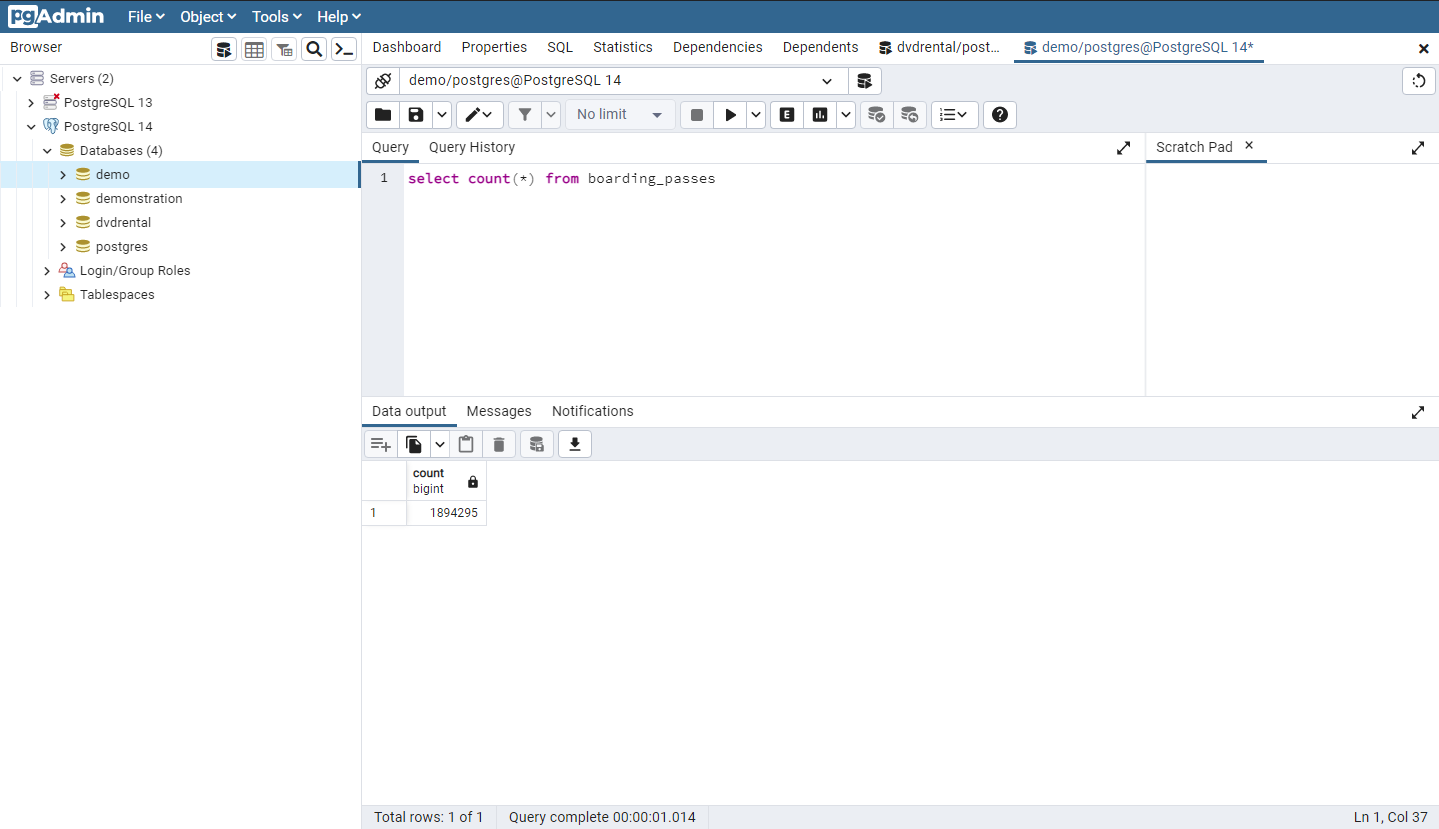 pgAdmin File Object Tools Help
Browser
Dashboard Properties SQL Statistics Dependencies Dependents dvdrental/post... demo/postgres@PostgreSQL 14*
Servers (2)
PostgreSQL 13
PostgreSQL 14
Databases (4)
demo
demonstration
dvdrental
postgres
Login/Group Roles
Tablespaces
demo/postgres@PostgreSQL 14
No limit
E
Query Query History
Scratch Pad
1 select count(*) from boarding_passes
Data output Messages Notifications
count
bigint
1 1894295
Total rows: 1 of 1 Query complete 00:00:01.014 Ln 1, Col 37